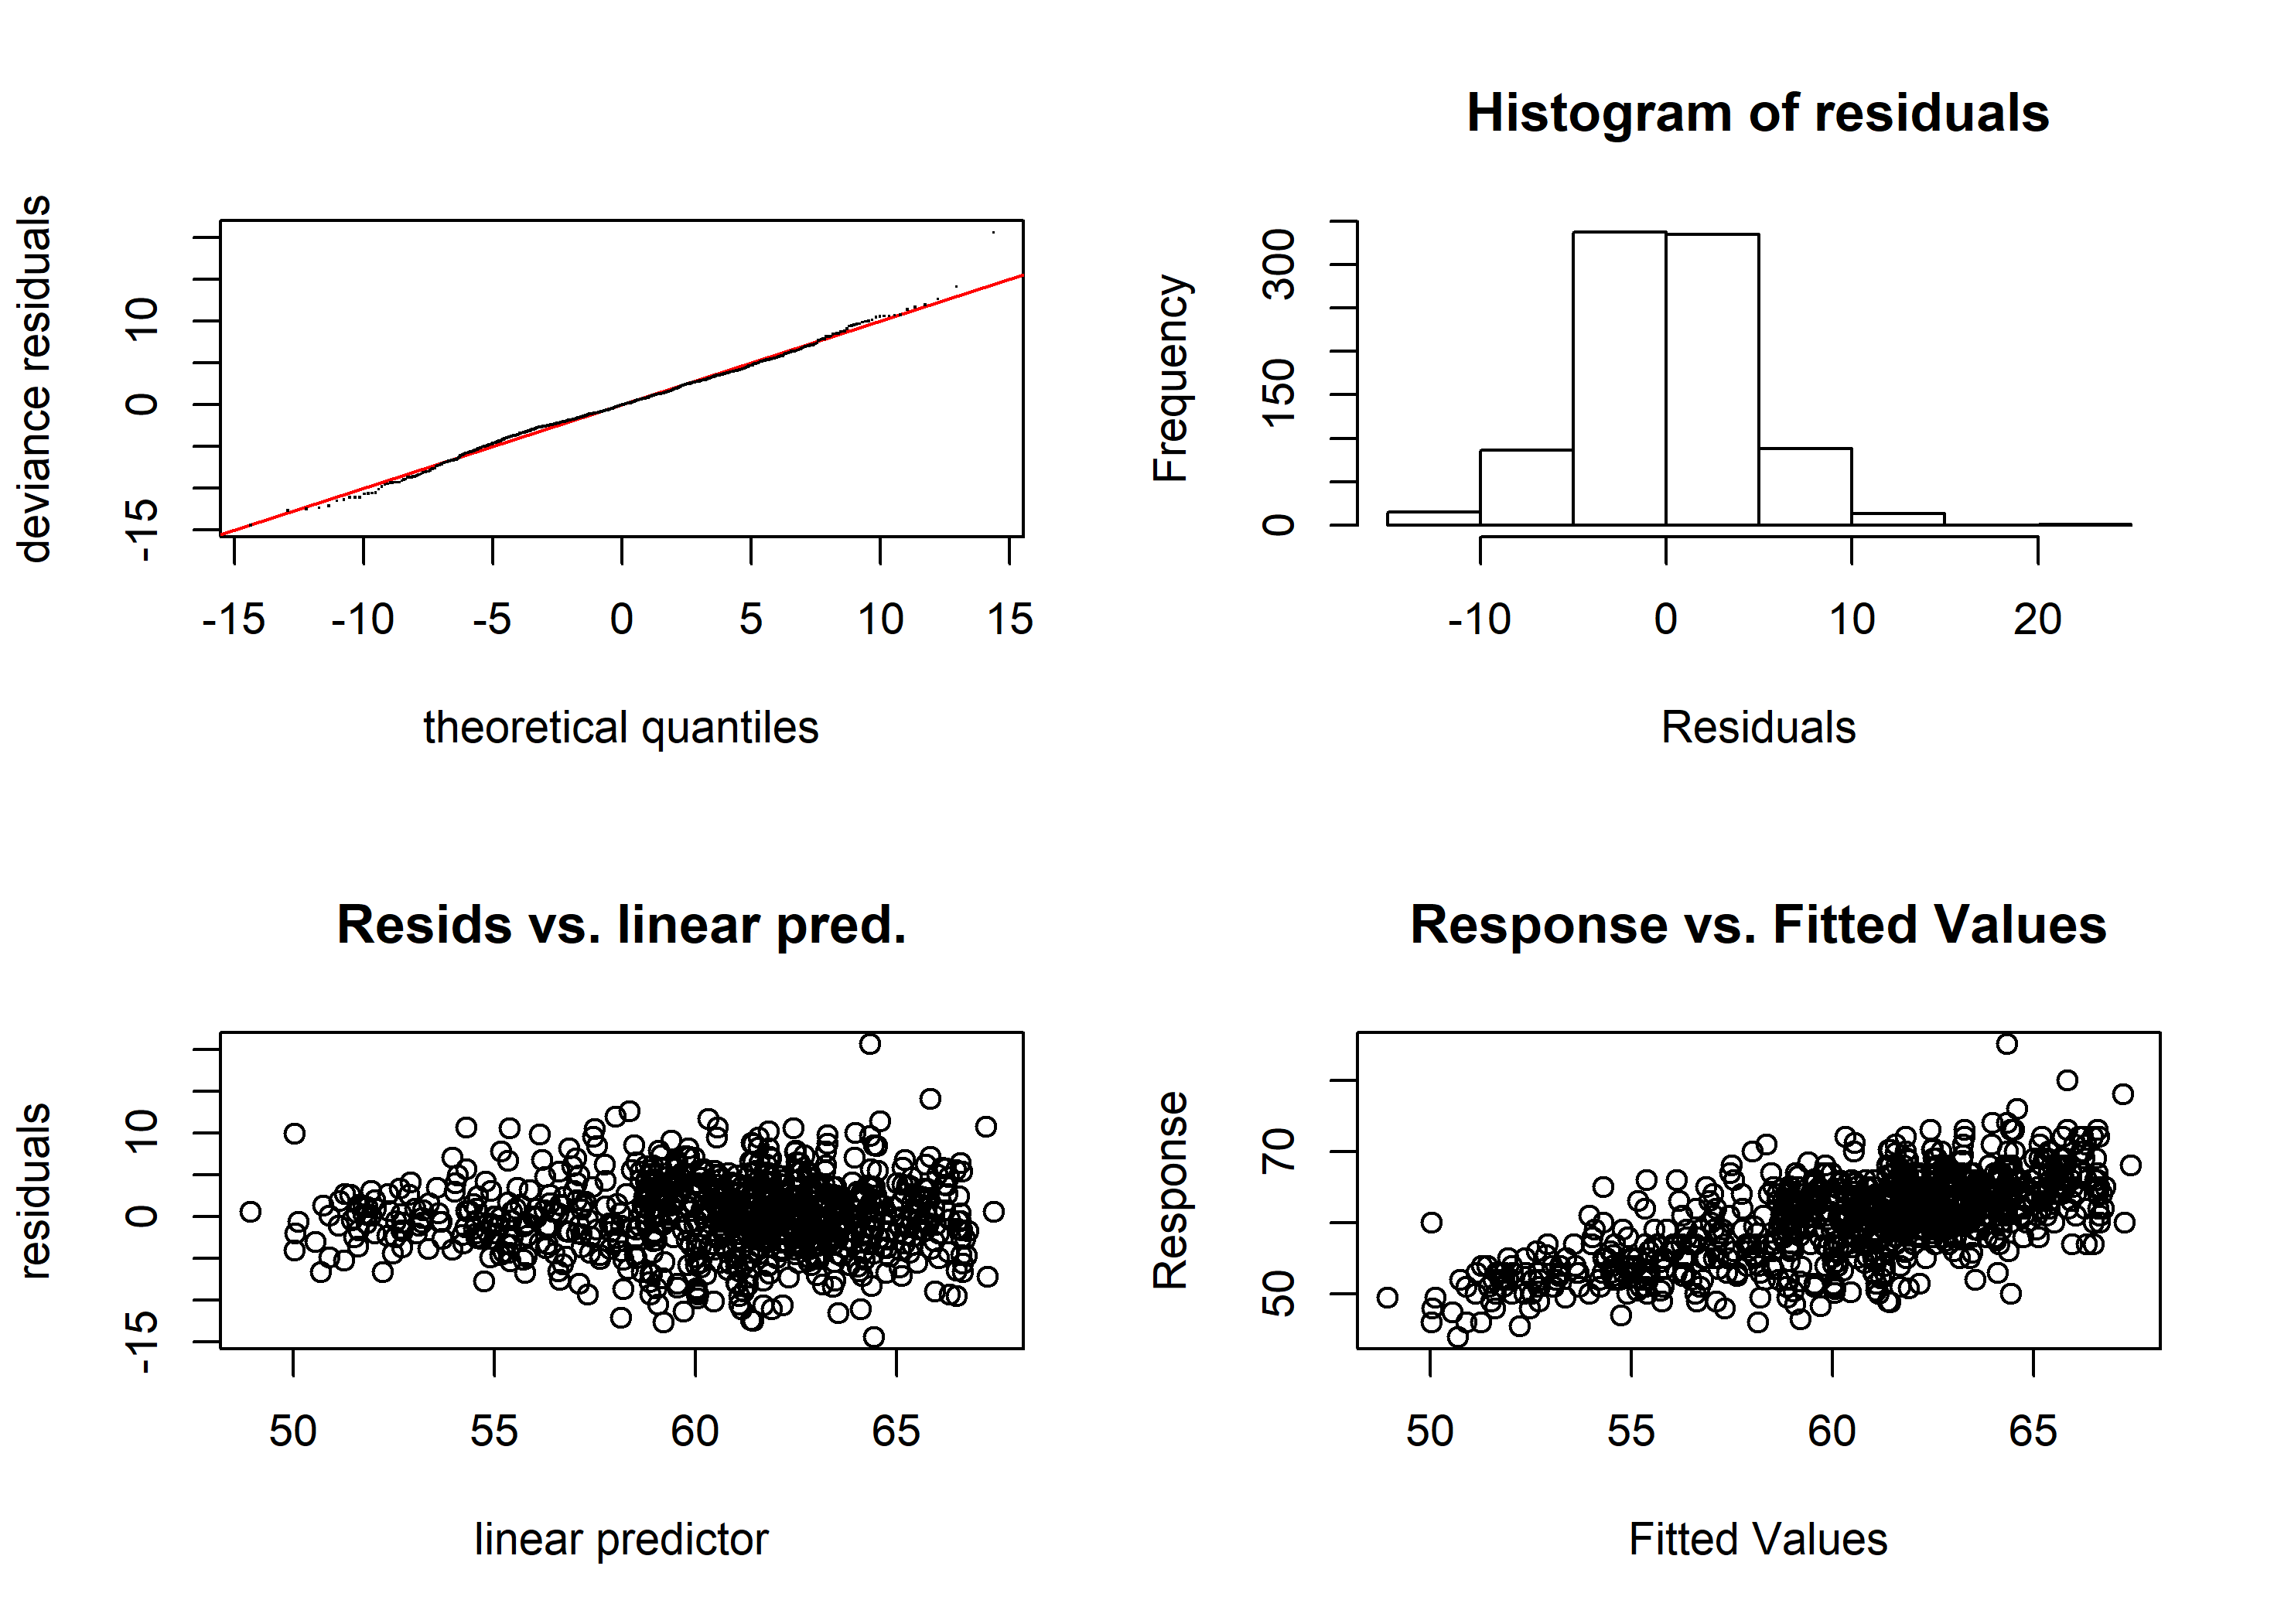 deviance residuals
-15 0 10
-15 -10 -5 0 5 10 15
theoretical quantiles
Histogram of residuals
Frequency
0 150 300
-10 0 10 20
Residuals
Resids vs. linear pred.
residuals
-15 0 10
50 55 60 65
linear predictor
Response vs. Fitted Values
Response
50 70
50 55 60 65
Fitted Values